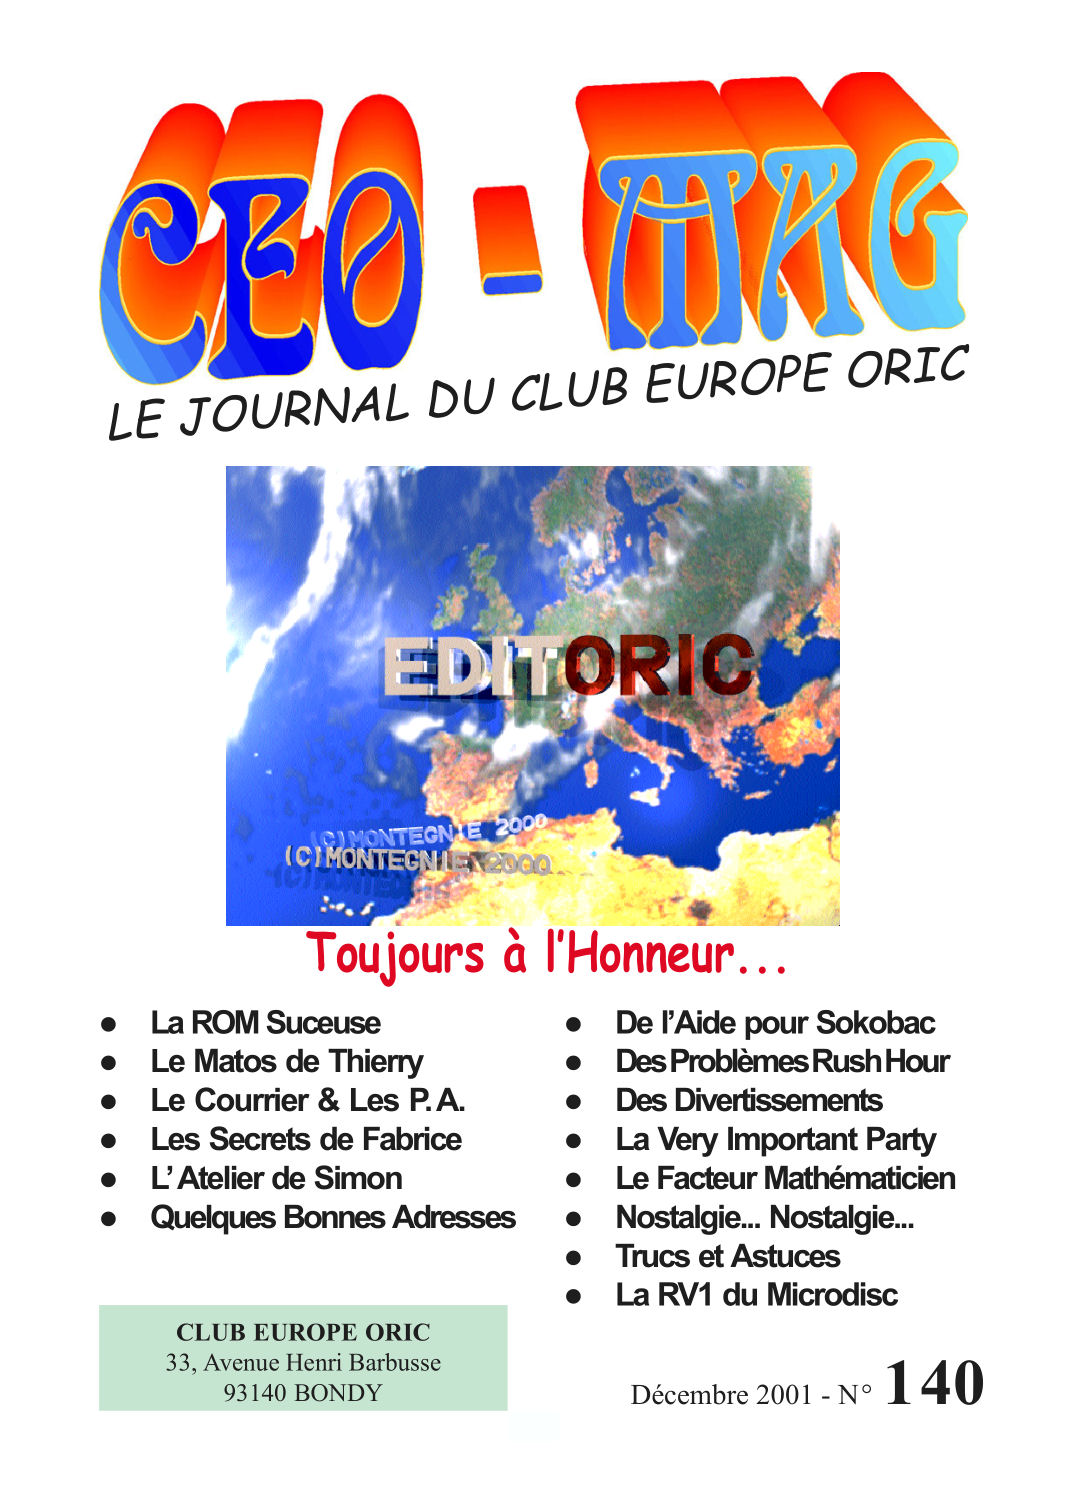 CEO - MAG
LE JOURNAL DU CLUB EUROPE ORIC
EDITORIC
(C)MONTEGNIE 2000
(C)MONTEGNIE 2000
Toujours à l'Honneur...
● La ROM Suceuse
● Le Matos de Thierry
● Le Courrier & Les P. A.
● Les Secrets de Fabrice
● L' Atelier de Simon
● Quelques Bonnes Adresses
● De l'Aide pour Sokobac
● Des Problèmes Rush Hour
● Des Divertissements
● La Very Important Party
● Le Facteur Mathématicien
● Nostalgie... Nostalgie...
● Trucs et Astuces
● La RV1 du Microdisc
CLUB EUROPE ORIC
33, Avenue Henri Barbusse
93140 BONDY
Décembre 2001 - N° 140